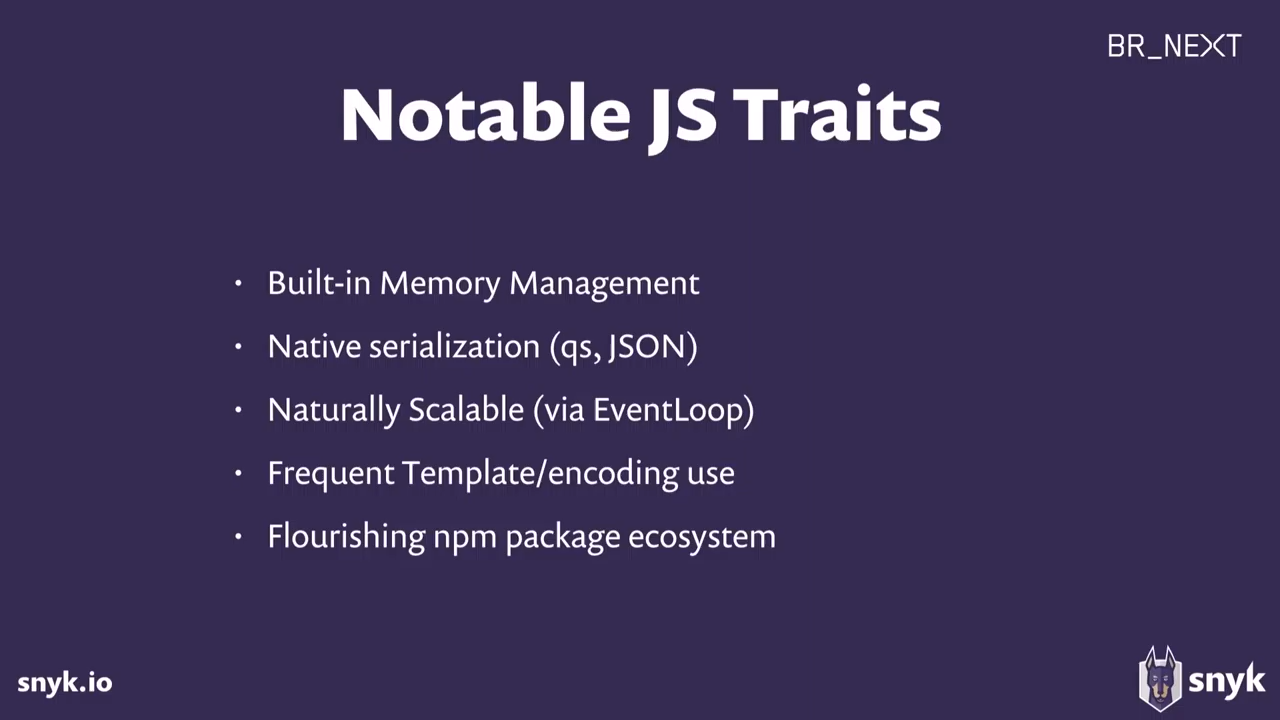 BR_NEXT
Notable JS Traits
• Built-in Memory Management
• Native serialization (qs, JSON)
• Naturally Scalable (via EventLoop)
• Frequent Template/encoding use
• Flourishing npm package ecosystem
snyk.io
snyk